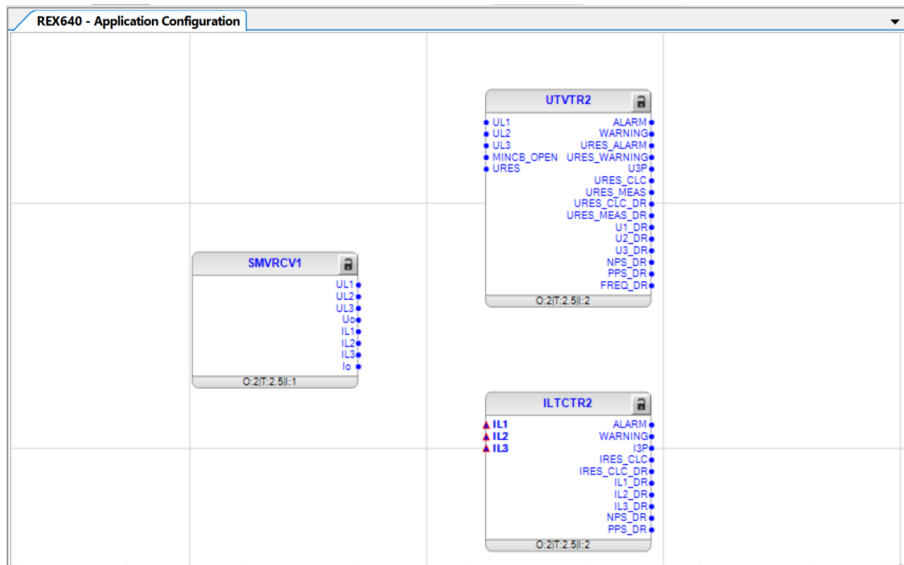 REX640 - Application Configuration
UTVTR2
UL1 ALARM
UL2 WARNING
UL3 URES_ALARM
MINCB_OPEN URES_WARNING
URES U3P
URES_CLC
URES_MEAS
URES_CLC_DR
URES_MEAS_DR
U1_DR
U2_DR
U3_DR
NPS_DR
PPS_DR
FREQ_DR
O:2|T:2.5|I:2
SMVRCV1
UL1
UL2
UL3
Uo
IL1
IL2
IL3
Io
O:2|T:2.5|I:1
ILTCTR2
IL1 ALARM
IL2 WARNING
IL3 I3P
IRES_CLC
IRES_CLC_DR
IL1_DR
IL2_DR
IL3_DR
NPS_DR
PPS_DR
O:2|T:2.5|I:2